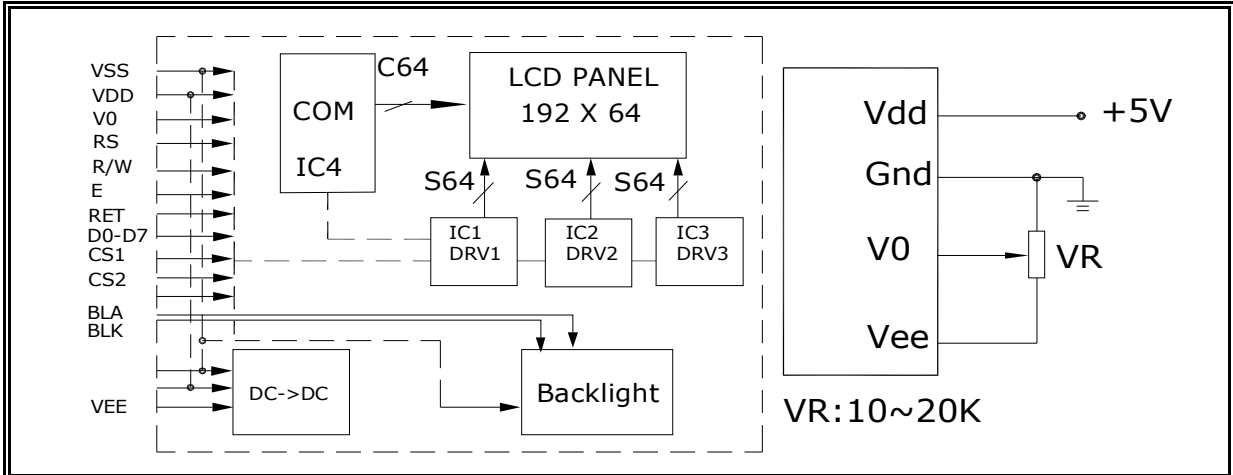 VSS
VDD
V0
RS
R/W
E
RET
D0-D7
CS1
CS2
BLA
BLK
VEE
COM
IC4
C64
LCD PANEL
192 X 64
S64
S64
S64
IC1
DRV1
IC2
DRV2
IC3
DRV3
DC->DC
Backlight
Vdd
+5V
Gnd
V0
VR
Vee
VR:10~20K